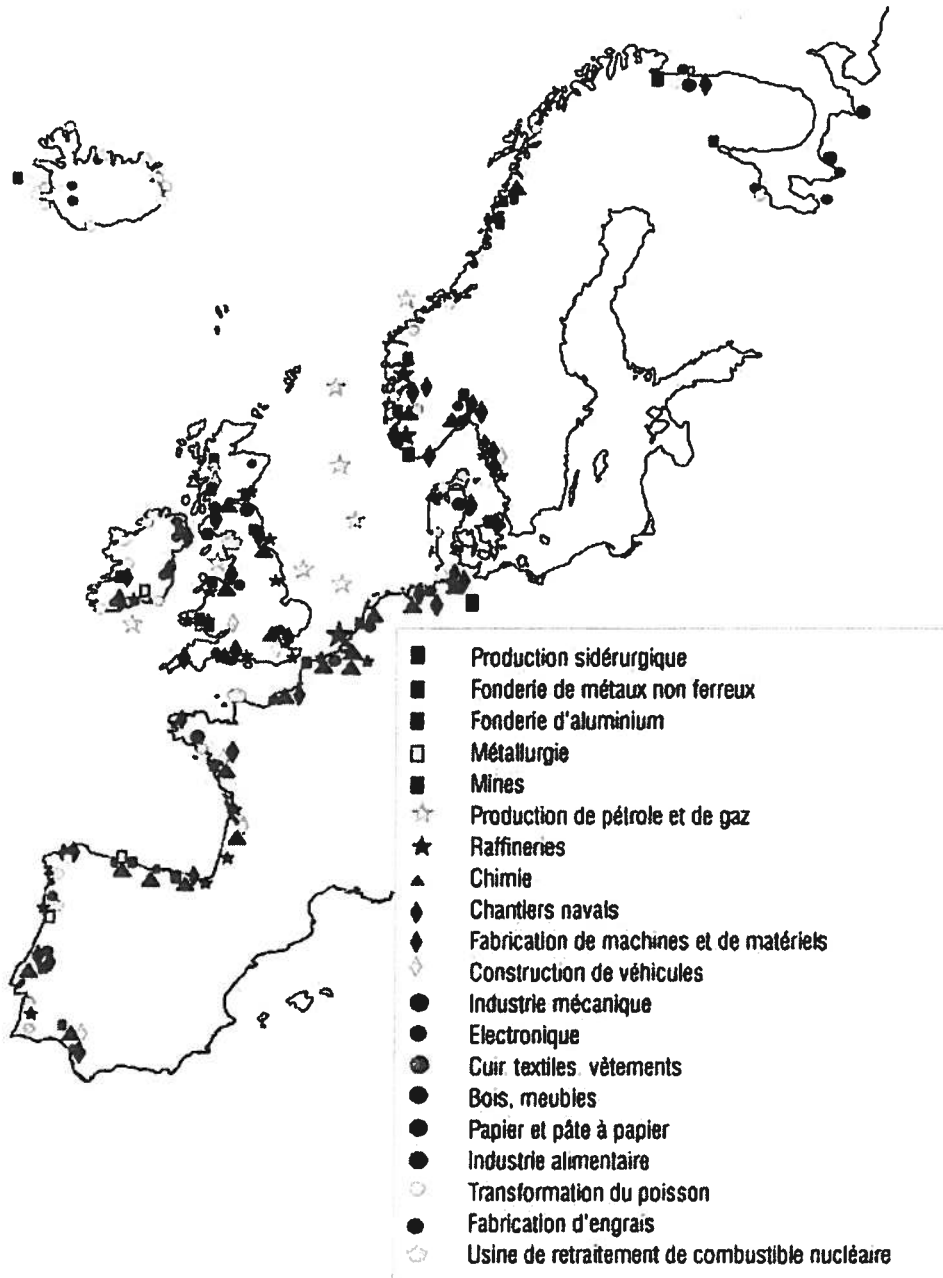 Production sidérurgique
Fonderie de métaux non ferreux
Fonderie d'aluminium
Métallurgie
Mines
Production de pétrole et de gaz
Raffineries
Chimie
Chantiers navals
Fabrication de machines et de matériels
Construction de véhicules
Industrie mécanique
Electronique
Cuir textiles vêtements
Bois, meubles
Papier et pâte à papier
Industrie alimentaire
Transformation du poisson
Fabrication d'engrais
Usine de retraitement de combustible nucléaire